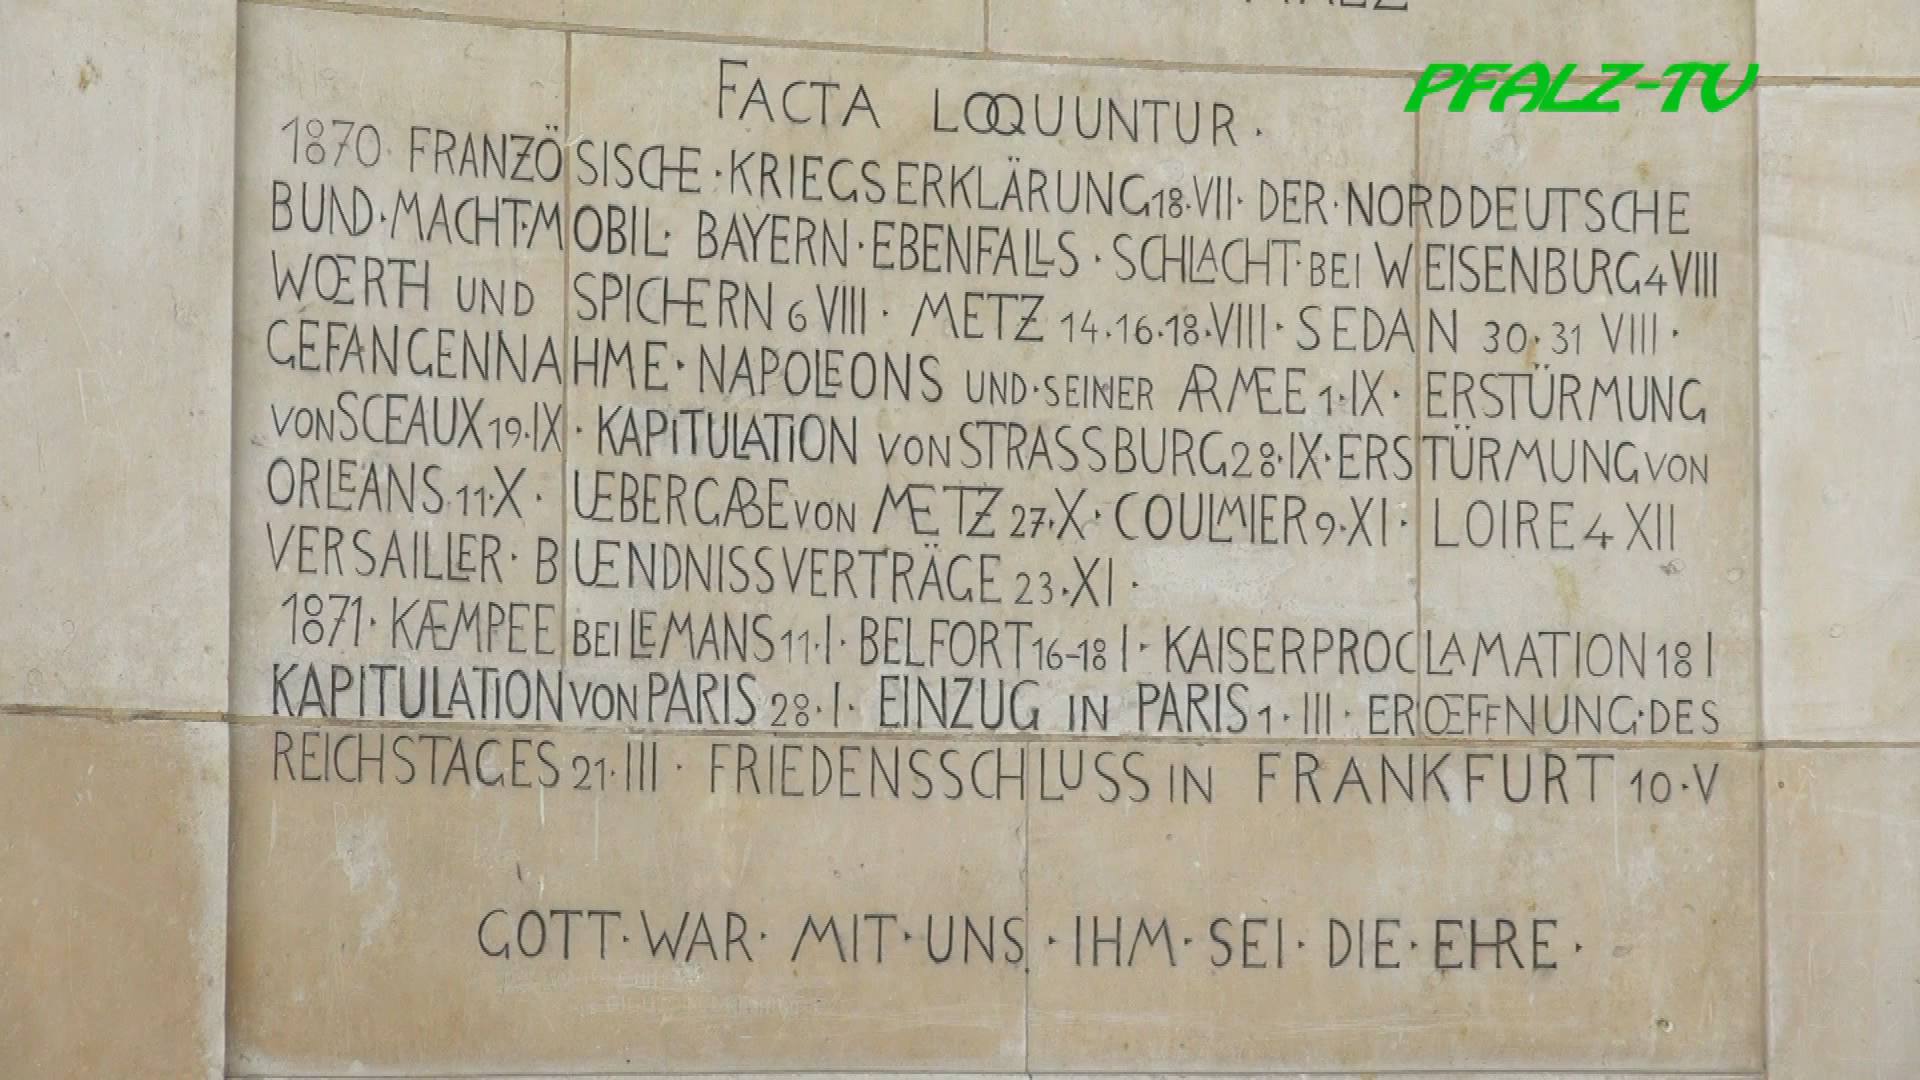 PFALZ-TV
FACTA LOQUUNTUR.
1870. FRANZÖSISCHE·KRIEGSERKLÄRUNG 18·VII· DER·NORDDEUTSCHE
BUND·MACHT·MOBIL· BAYERN·EBENFALLS·SCHLACHT·BEI WEISENBURG 4 VIII
WŒRTH UND SPICHERN 6 VIII· METZ 14.16.18.VIII· SEDAN 30·31 VIII·
GEFANGENNAHME·NAPOLEONS UND·SEINER ARMEE 1·IX· ERSTÜRMUNG
VON SCEAUX 19·IX· KAPITULATION VON STRASSBURG 28·IX·ERSTÜRMUNG VON
ORLEANS 11·X· UEBERGABE VON METZ 27·X· COULMIER 9·XI· LOIRE 4 XII
VERSAILLER·BUENDNISSVERTRÄGE 23·XI·
1871· KÆMPEE BEI LEMANS 11·I· BELFORT 16-18 I· KAISERPROCLAMATION 18 I
KAPITULATION VON PARIS 28·I· EINZUG IN PARIS 1·III· ERŒFFNUNG·DES
REICHSTAGES 21·III· FRIEDENSSCHLUSS IN FRANKFURT 10·V
GOTT·WAR·MIT·UNS·IHM·SEI·DIE·EHRE·